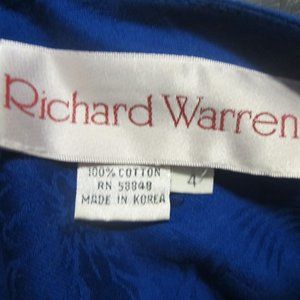 Richard Warren
100% COTTON
RN 58848
MADE IN KOREA
4